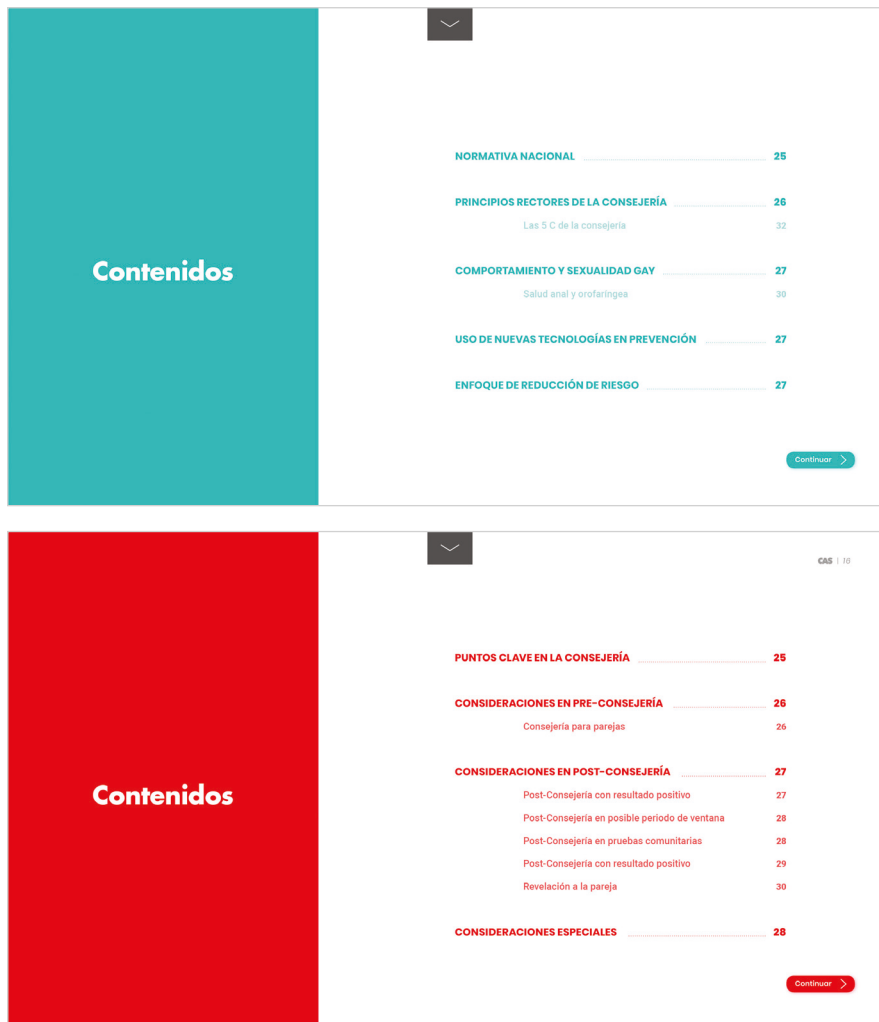 Contenidos
NORMATIVA NACIONAL 25
PRINCIPIOS RECTORES DE LA CONSEJERÍA 26
Las 5 C de la consejería 32
COMPORTAMIENTO Y SEXUALIDAD GAY 27
Salud anal y orofaríngea 30
USO DE NUEVAS TECNOLOGÍAS EN PREVENCIÓN 27
ENFOQUE DE REDUCCIÓN DE RIESGO 27
Continuar
CAS | 18
Contenidos
PUNTOS CLAVE EN LA CONSEJERÍA 25
CONSIDERACIONES EN PRE-CONSEJERÍA 26
Consejería para parejas 26
CONSIDERACIONES EN POST-CONSEJERÍA 27
Post-Consejería con resultado positivo 27
Post-Consejería en posible periodo de ventana 28
Post-Consejería en pruebas comunitarias 28
Post-Consejería con resultado positivo 29
Revelación a la pareja 30
CONSIDERACIONES ESPECIALES 28
Continuar